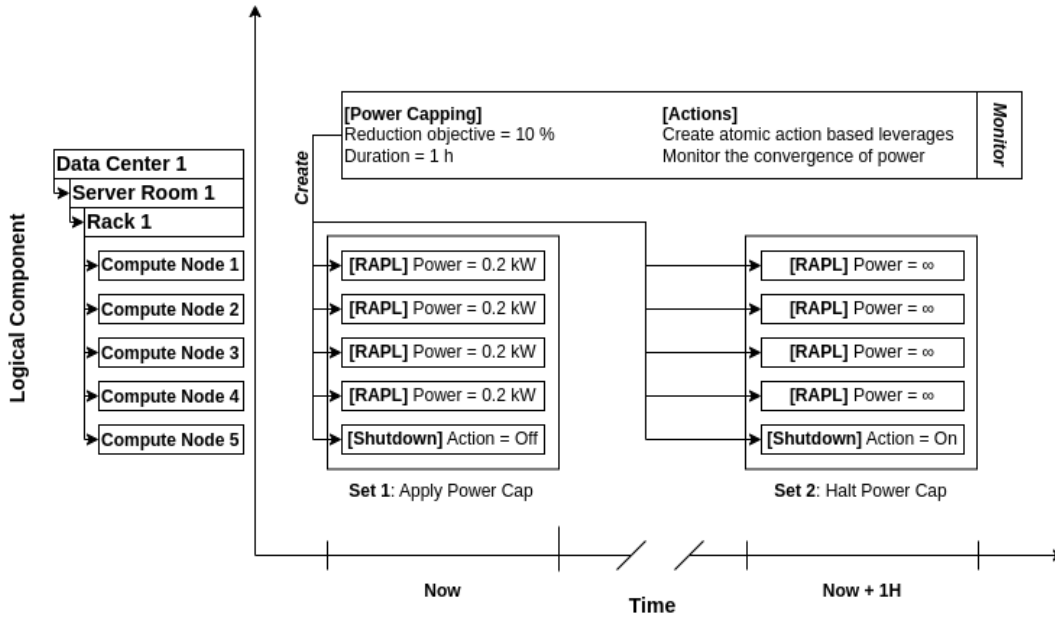 [Power Capping]
Reduction objective = 10 %
Duration = 1 h
[Actions]
Create atomic action based leverages
Monitor the convergence of power
Monitor
Create
Logical Component
Data Center 1
Server Room 1
Rack 1
Compute Node 1
Compute Node 2
Compute Node 3
Compute Node 4
Compute Node 5
[RAPL] Power = 0.2 kW
[RAPL] Power = 0.2 kW
[RAPL] Power = 0.2 kW
[RAPL] Power = 0.2 kW
[Shutdown] Action = Off
Set 1: Apply Power Cap
[RAPL] Power = ∞
[RAPL] Power = ∞
[RAPL] Power = ∞
[RAPL] Power = ∞
[Shutdown] Action = On
Set 2: Halt Power Cap
Now
Now + 1H
Time